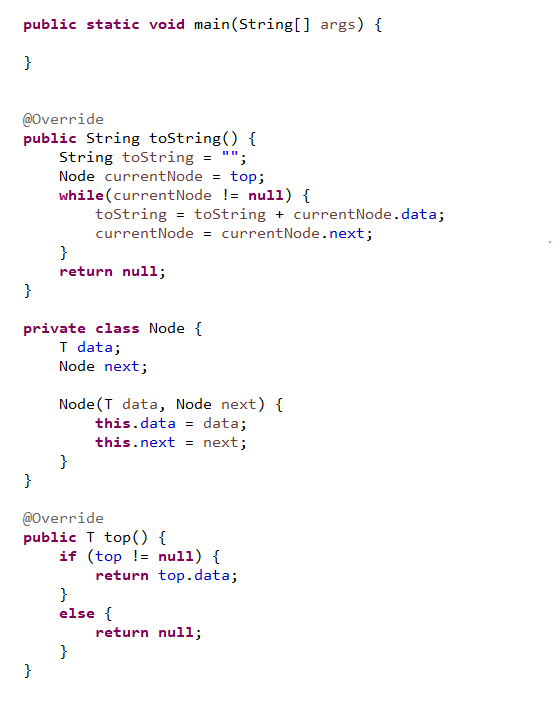 public static void main(String[] args) {
}
@Override
public String toString() {
String toString = "";
Node currentNode = top;
while(currentNode != null) {
toString = toString + currentNode.data;
currentNode = currentNode.next;
}
return null;
}
private class Node {
T data;
Node next;
Node(T data, Node next) {
this.data = data;
this.next = next;
}
}
@Override
public T top() {
if (top != null) {
return top.data;
}
else {
return null;
}
}